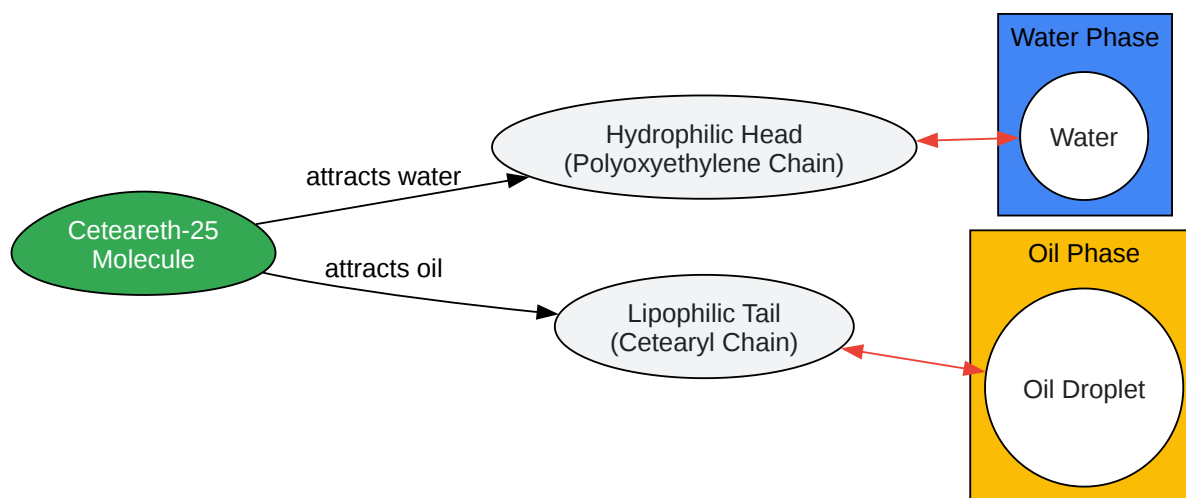 Water Phase
Hydrophilic Head
(Polyoxyethylene Chain)
Water
attracts water
Ceteareth-25
Molecule
attracts oil
Oil Phase
Lipophilic Tail
(Cetearyl Chain)
Oil Droplet